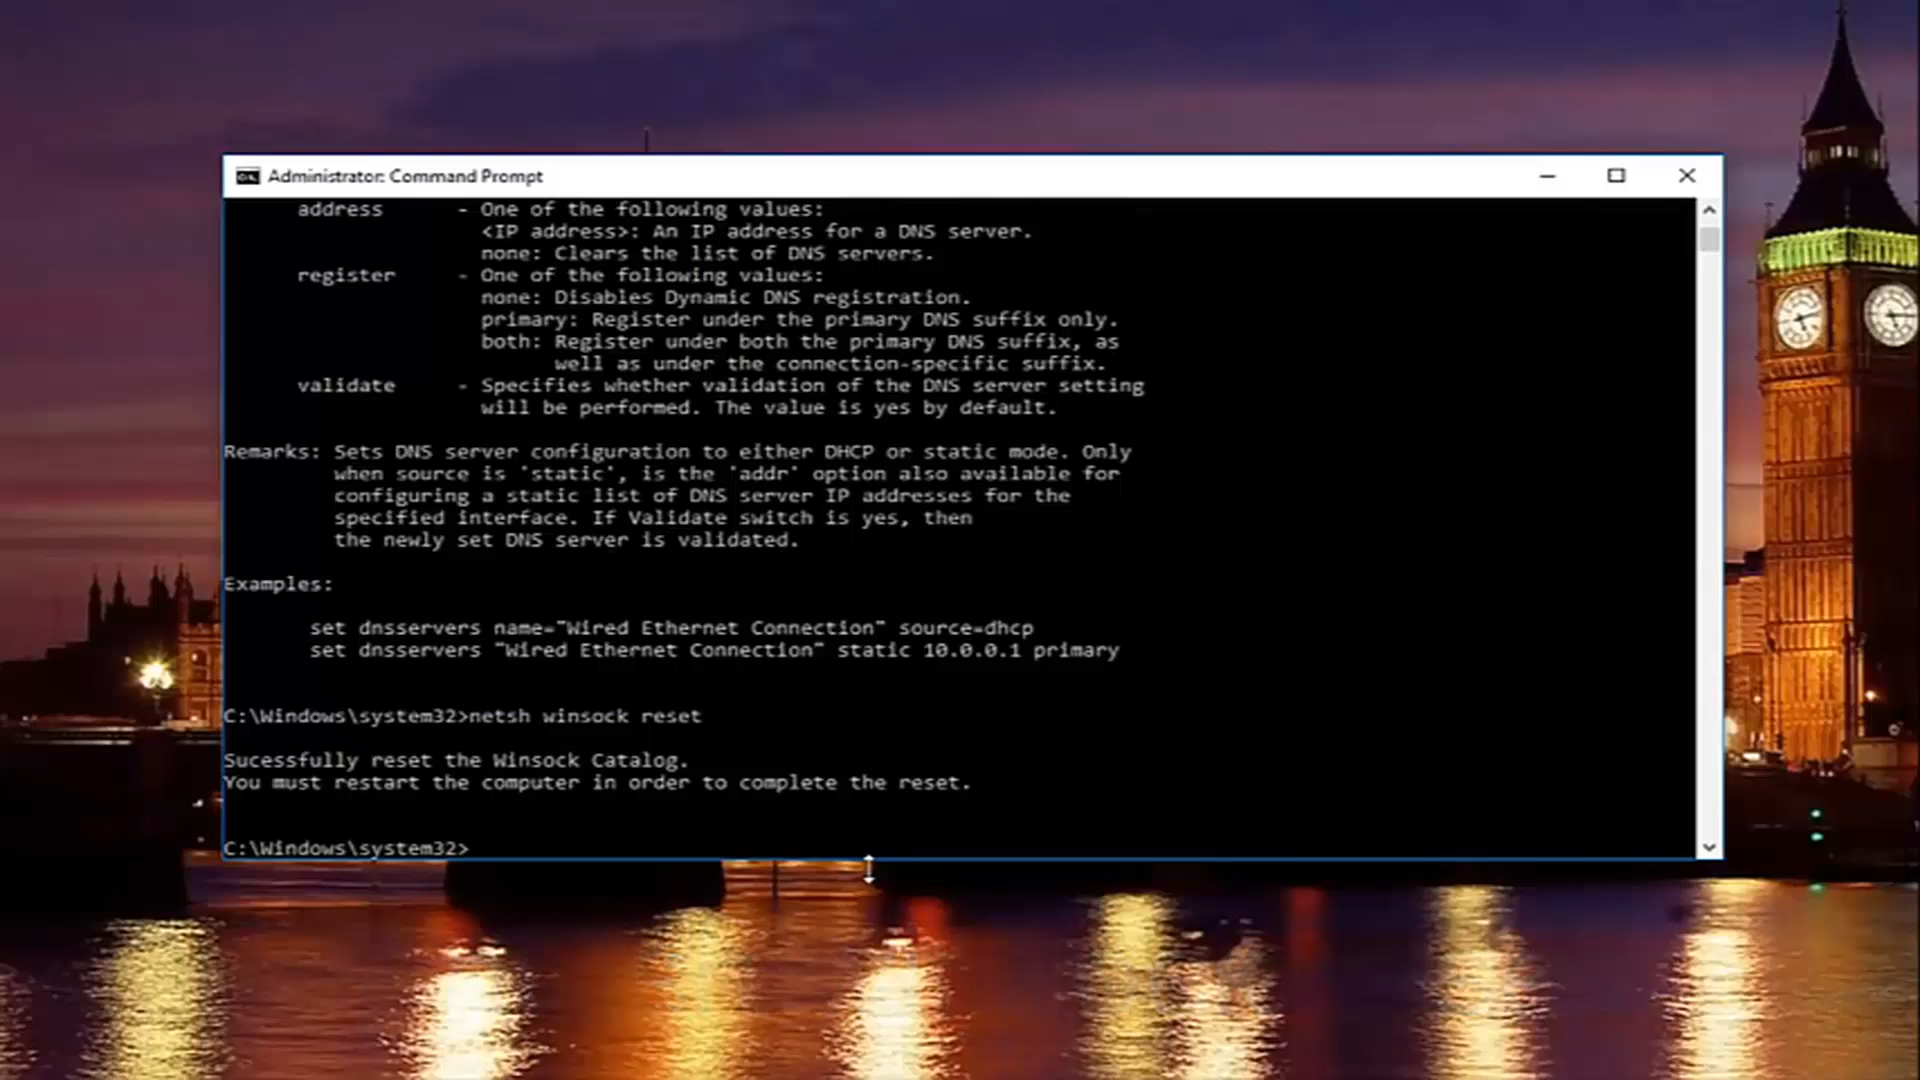 Administrator: Command Prompt
address - One of the following values:
<IP address>: An IP address for a DNS server.
none: Clears the list of DNS servers.
register - One of the following values:
none: Disables Dynamic DNS registration.
primary: Register under the primary DNS suffix only.
both: Register under both the primary DNS suffix, as
well as under the connection-specific suffix.
validate - Specifies whether validation of the DNS server setting
will be performed. The value is yes by default.
Remarks: Sets DNS server configuration to either DHCP or static mode. Only
when source is 'static', is the 'addr' option also available for
configuring a static list of DNS server IP addresses for the
specified interface. If Validate switch is yes, then
the newly set DNS server is validated.
Examples:
set dnsservers name="Wired Ethernet Connection" source=dhcp
set dnsservers "Wired Ethernet Connection" static 10.0.0.1 primary
C:\Windows\system32>netsh winsock reset
Sucessfully reset the Winsock Catalog.
You must restart the computer in order to complete the reset.
C:\Windows\system32>